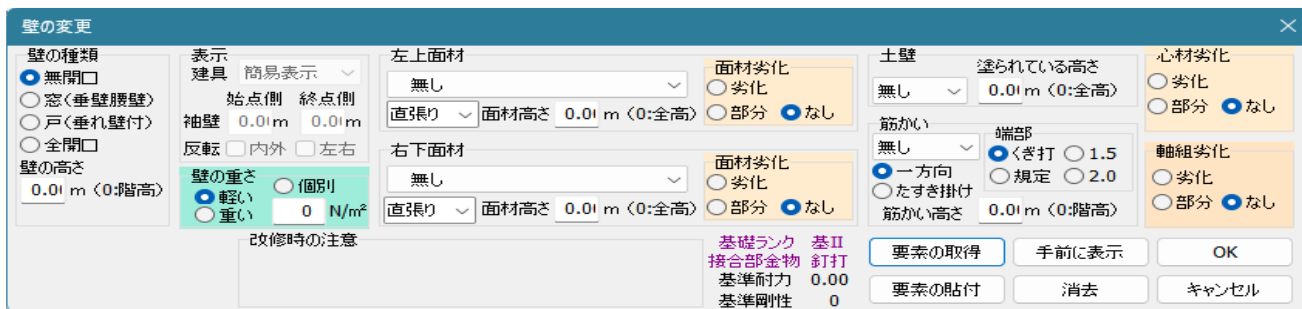 壁の変更
壁の種類
無開口
窓(垂壁腰壁)
戸(垂れ壁付)
全開口
壁の高さ
0.0 m (0:階高)
表示
建具 簡易表示
始点側 終点側
袖壁 0.0 m 0.0 m
反転 内外 左右
壁の重さ
個別
軽い
重い
0 N/m²
左上面材
無し
直張り 面材高さ 0.0 m (0:全高)
面材劣化
劣化
部分 なし
右下面材
無し
直張り 面材高さ 0.0 m (0:全高)
面材劣化
劣化
部分 なし
土壁
塗られている高さ
無し 0.0 m (0:全高)
筋かい
無し
一方向
たすき掛け
端部
くぎ打 1.5
規定 2.0
筋かい高さ 0.0 m (0:階高)
心材劣化
劣化
部分 なし
軸組劣化
劣化
部分 なし
改修時の注意
基礎ランク 基II
接合部金物 釘打
基準耐力 0.00
基準剛性 0
要素の取得 手前に表示 OK
要素の貼付 消去 キャンセル